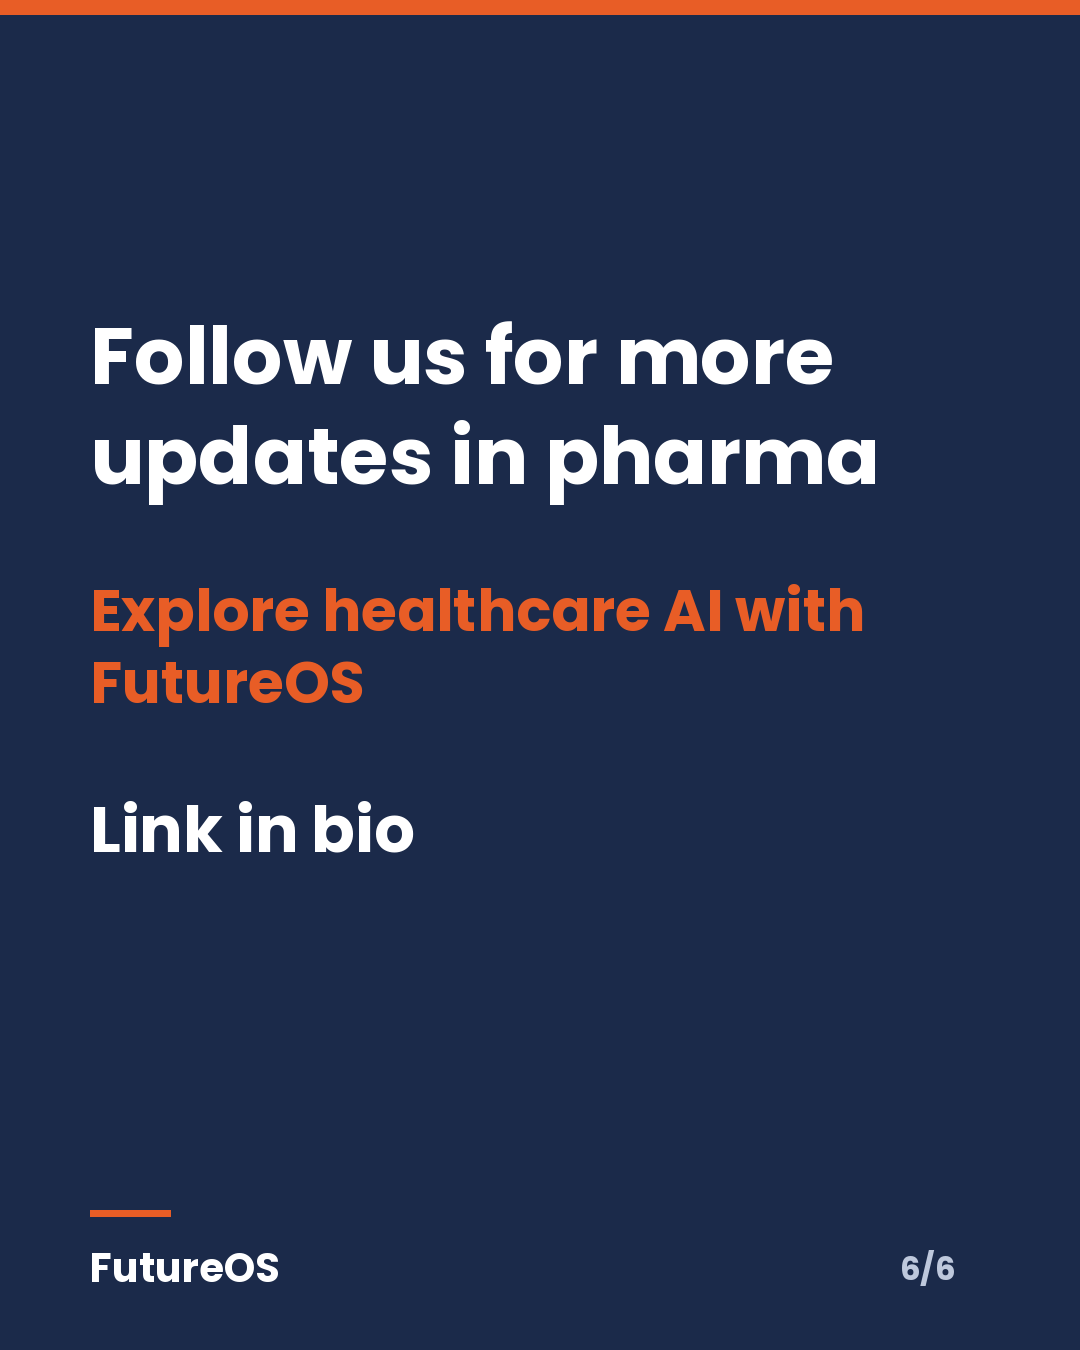 Follow us for more
updates in pharma
Explore healthcare AI with
FutureOS
Link in bio
FutureOS
6/6